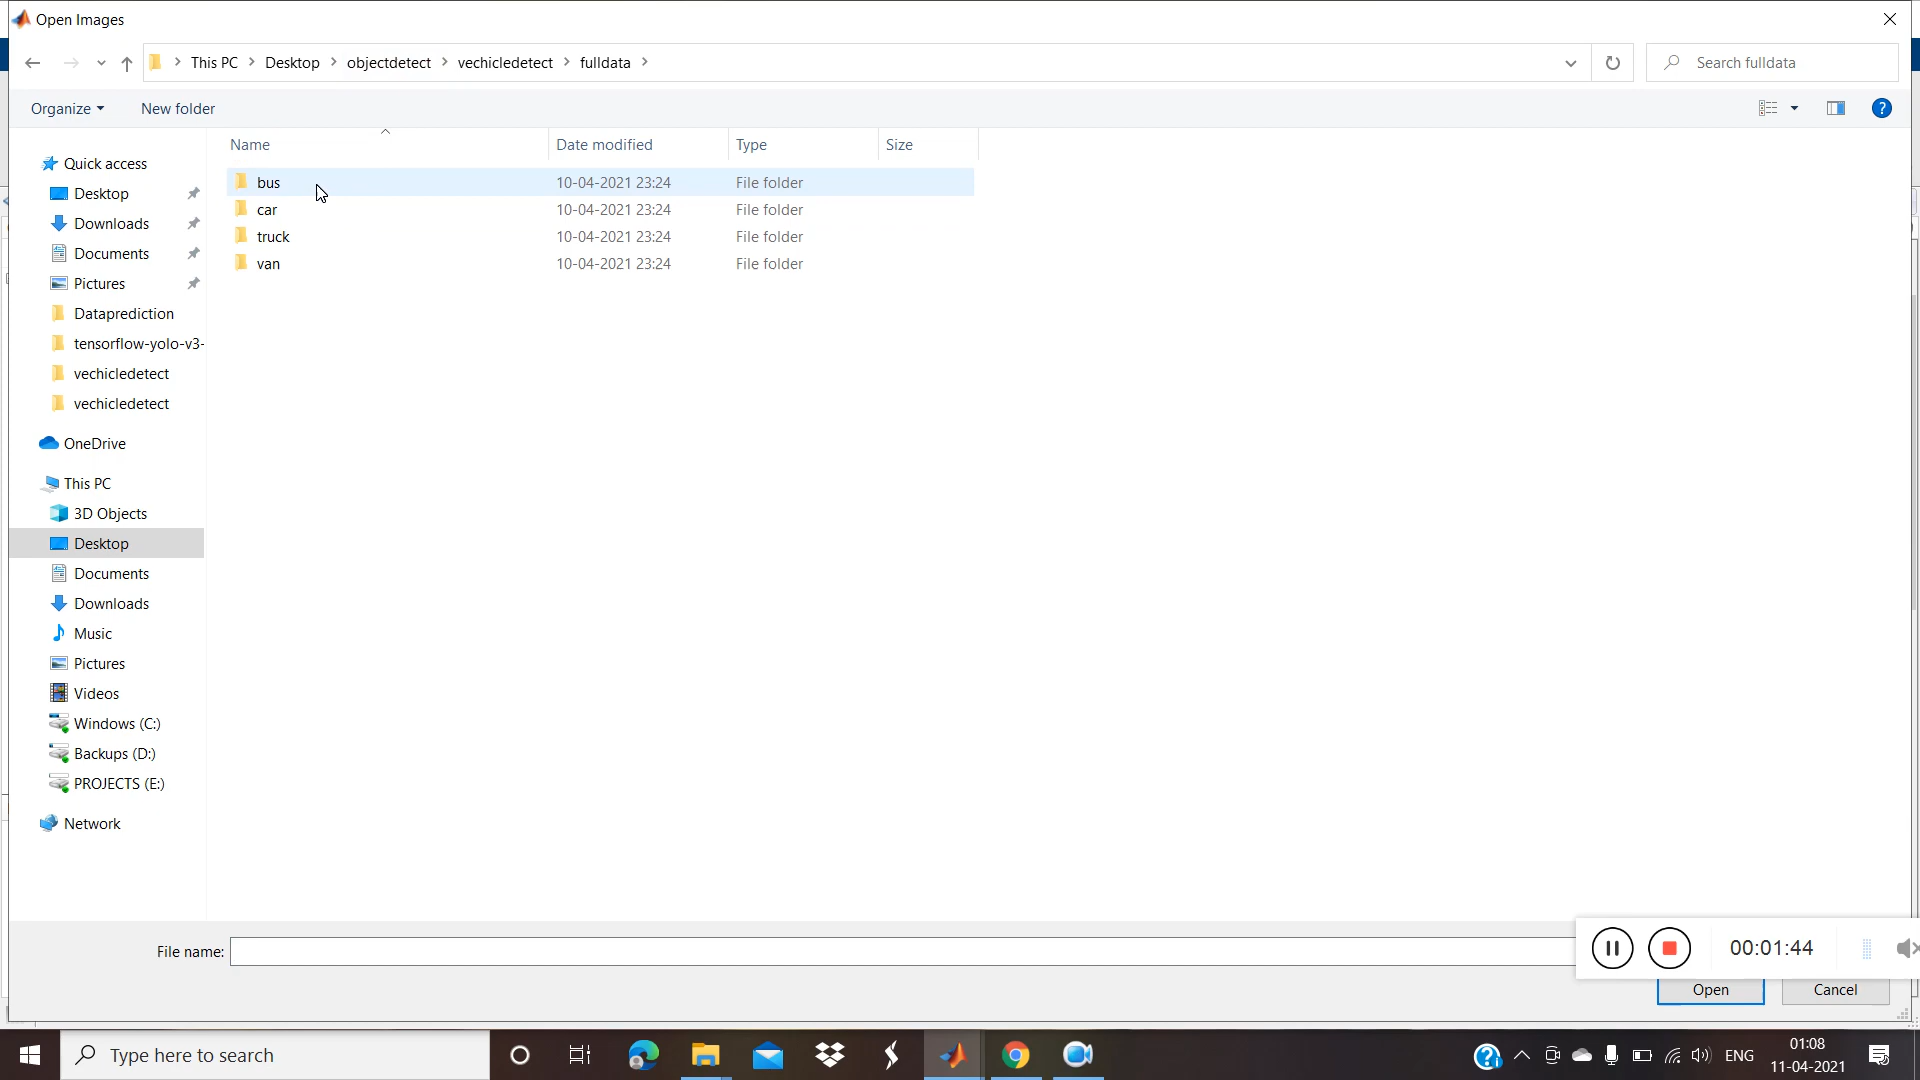 Open Images
This PC > Desktop > objectdetect > vechicledetect > fulldata >
Search fulldata
Organize
New folder
Name
Date modified
Type
Size
Quick access
Desktop
Downloads
Documents
Pictures
Dataprediction
tensorflow-yolo-v3-
vechicledetect
vechicledetect
OneDrive
This PC
3D Objects
Desktop
Documents
Downloads
Music
Pictures
Videos
Windows (C:)
Backups (D:)
PROJECTS (E:)
Network
bus 10-04-2021 23:24 File folder
car 10-04-2021 23:24 File folder
truck 10-04-2021 23:24 File folder
van 10-04-2021 23:24 File folder
File name:
00:01:44
Open
Cancel
Type here to search
ENG
01:08
11-04-2021